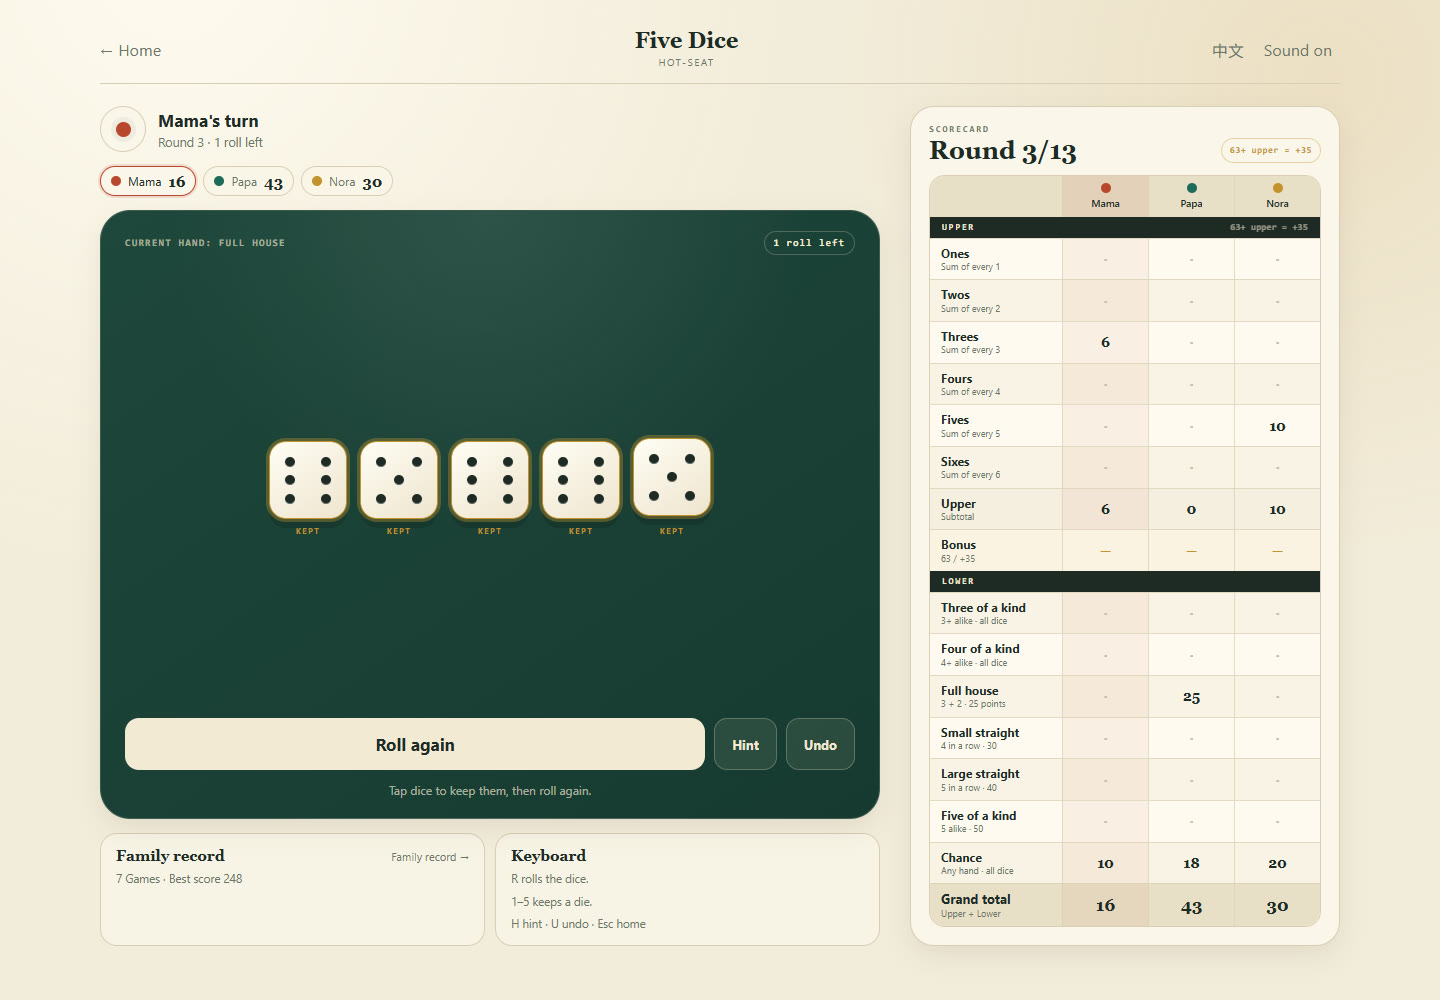 ← Home
Five Dice
HOT-SEAT
中文 Sound on
Mama's turn
Round 3 · 1 roll left
Mama 16 Papa 43 Nora 30
CURRENT HAND: FULL HOUSE
1 roll left
KEPT KEPT KEPT KEPT KEPT
Roll again
Hint
Undo
Tap dice to keep them, then roll again.
Family record
Family record →
7 Games · Best score 248
Keyboard
R rolls the dice.
1–5 keeps a die.
H hint · U undo · Esc home
SCORECARD
Round 3/13
63+ upper = +35
Mama Papa Nora
UPPER 63+ upper = +35
Ones - - -
Sum of every 1
Twos - - -
Sum of every 2
Threes 6 - -
Sum of every 3
Fours - - -
Sum of every 4
Fives - - 10
Sum of every 5
Sixes - - -
Sum of every 6
Upper 6 0 10
Subtotal
Bonus — — —
63 / +35
LOWER
Three of a kind - - -
3+ alike · all dice
Four of a kind - - -
4+ alike · all dice
Full house - 25 -
3 + 2 · 25 points
Small straight - - -
4 in a row · 30
Large straight - - -
5 in a row · 40
Five of a kind - - -
5 alike · 50
Chance 10 18 20
Any hand · all dice
Grand total 16 43 30
Upper + Lower